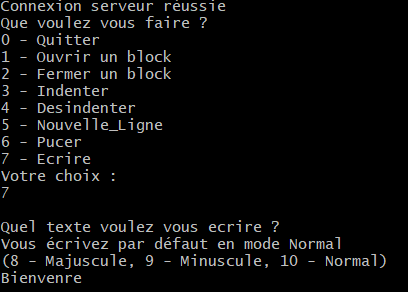 Connexion serveur réussie
Que voulez vous faire ?
0 - Quitter
1 - Ouvrir un block
2 - Fermer un block
3 - Indenter
4 - Desindenter
5 - Nouvelle_Ligne
6 - Pucer
7 - Ecrire
Votre choix :
7
Quel texte voulez vous ecrire ?
Vous écrivez par défaut en mode Normal
(8 - Majuscule, 9 - Minuscule, 10 - Normal)
Bienvenre